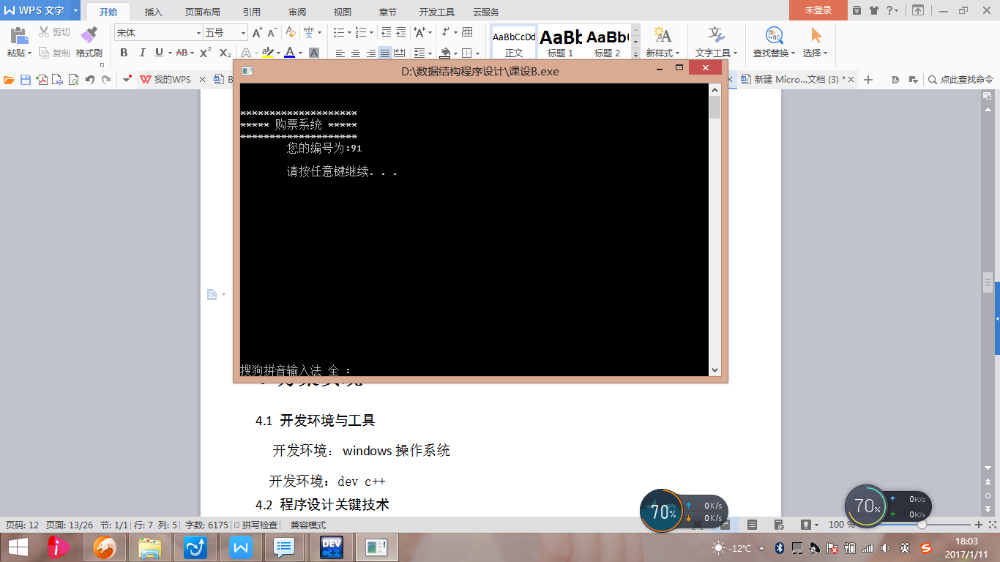 WPS 文字 开始 插入 页面布局 引用 审阅 视图 章节 开发工具 云服务 未登录
粘贴 剪切 复制 格式刷 宋体 五号 AaBbCcDd 正文 AaBb 标题 1 AaBb 标题 2 新样式 文字工具 查找替换 选择
B I U AB X² X₂ A A A
我的WPS 新建 Micro...文档 (3) * 点此查找命令
D:\数据结构程序设计\课设B.exe
********************
***** 购票系统 *****
********************
您的编号为:91
请按任意键继续. . .
搜狗拼音输入法 全 :
4.1 开发环境与工具
开发环境：windows 操作系统
开发环境：dev c++
4.2 程序设计关键技术
70% 0K/s 0K/s
70% 0K/s 0K/s
页码: 12 页面: 13/26 节: 1/1 行: 7 列: 5 字数: 6175 拼写检查 兼容模式 100 %
DEV C++ -12℃ 英 18:03
2017/1/11